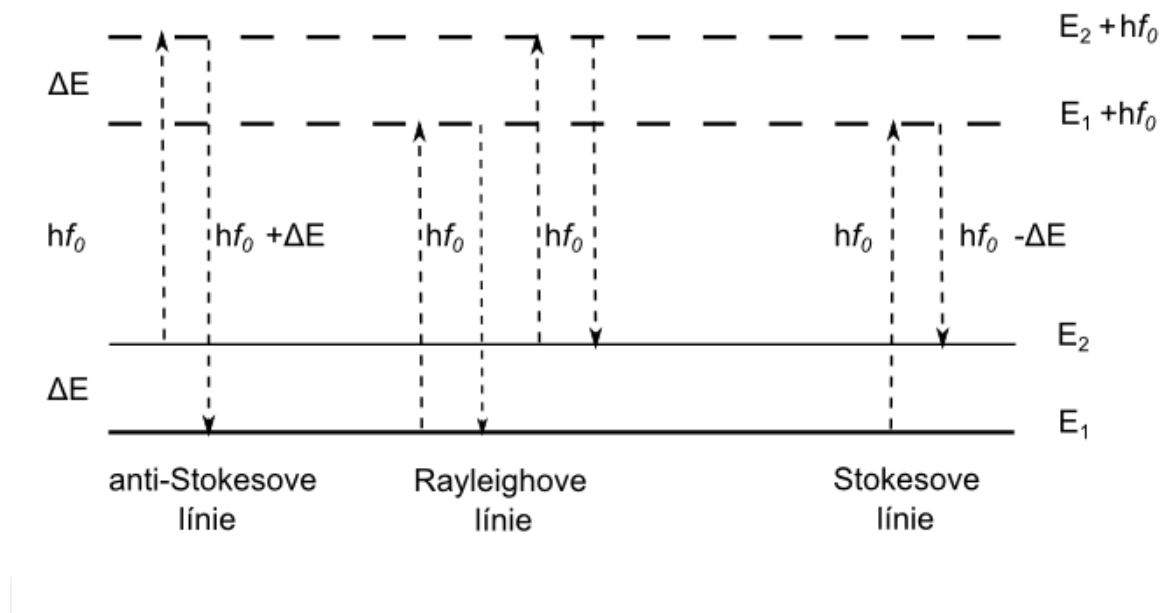 E₂ + hf₀
ΔE
E₁ +hf₀
hf₀
hf₀ +ΔE
hf₀
hf₀
hf₀
hf₀ -ΔE
E₂
ΔE
E₁
anti-Stokesove
línie
Rayleighove
línie
Stokesove
línie